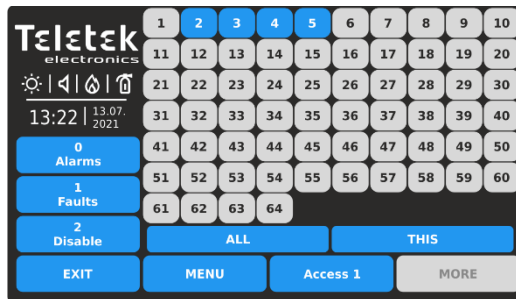 Teletek
electronics
13:22 13.07.
2021
0
Alarms
1
Faults
2
Disable
EXIT
1 2 3 4 5 6 7 8 9 10
11 12 13 14 15 16 17 18 19 20
21 22 23 24 25 26 27 28 29 30
31 32 33 34 35 36 37 38 39 40
41 42 43 44 45 46 47 48 49 50
51 52 53 54 55 56 57 58 59 60
61 62 63 64
ALL THIS
MENU Access 1 MORE